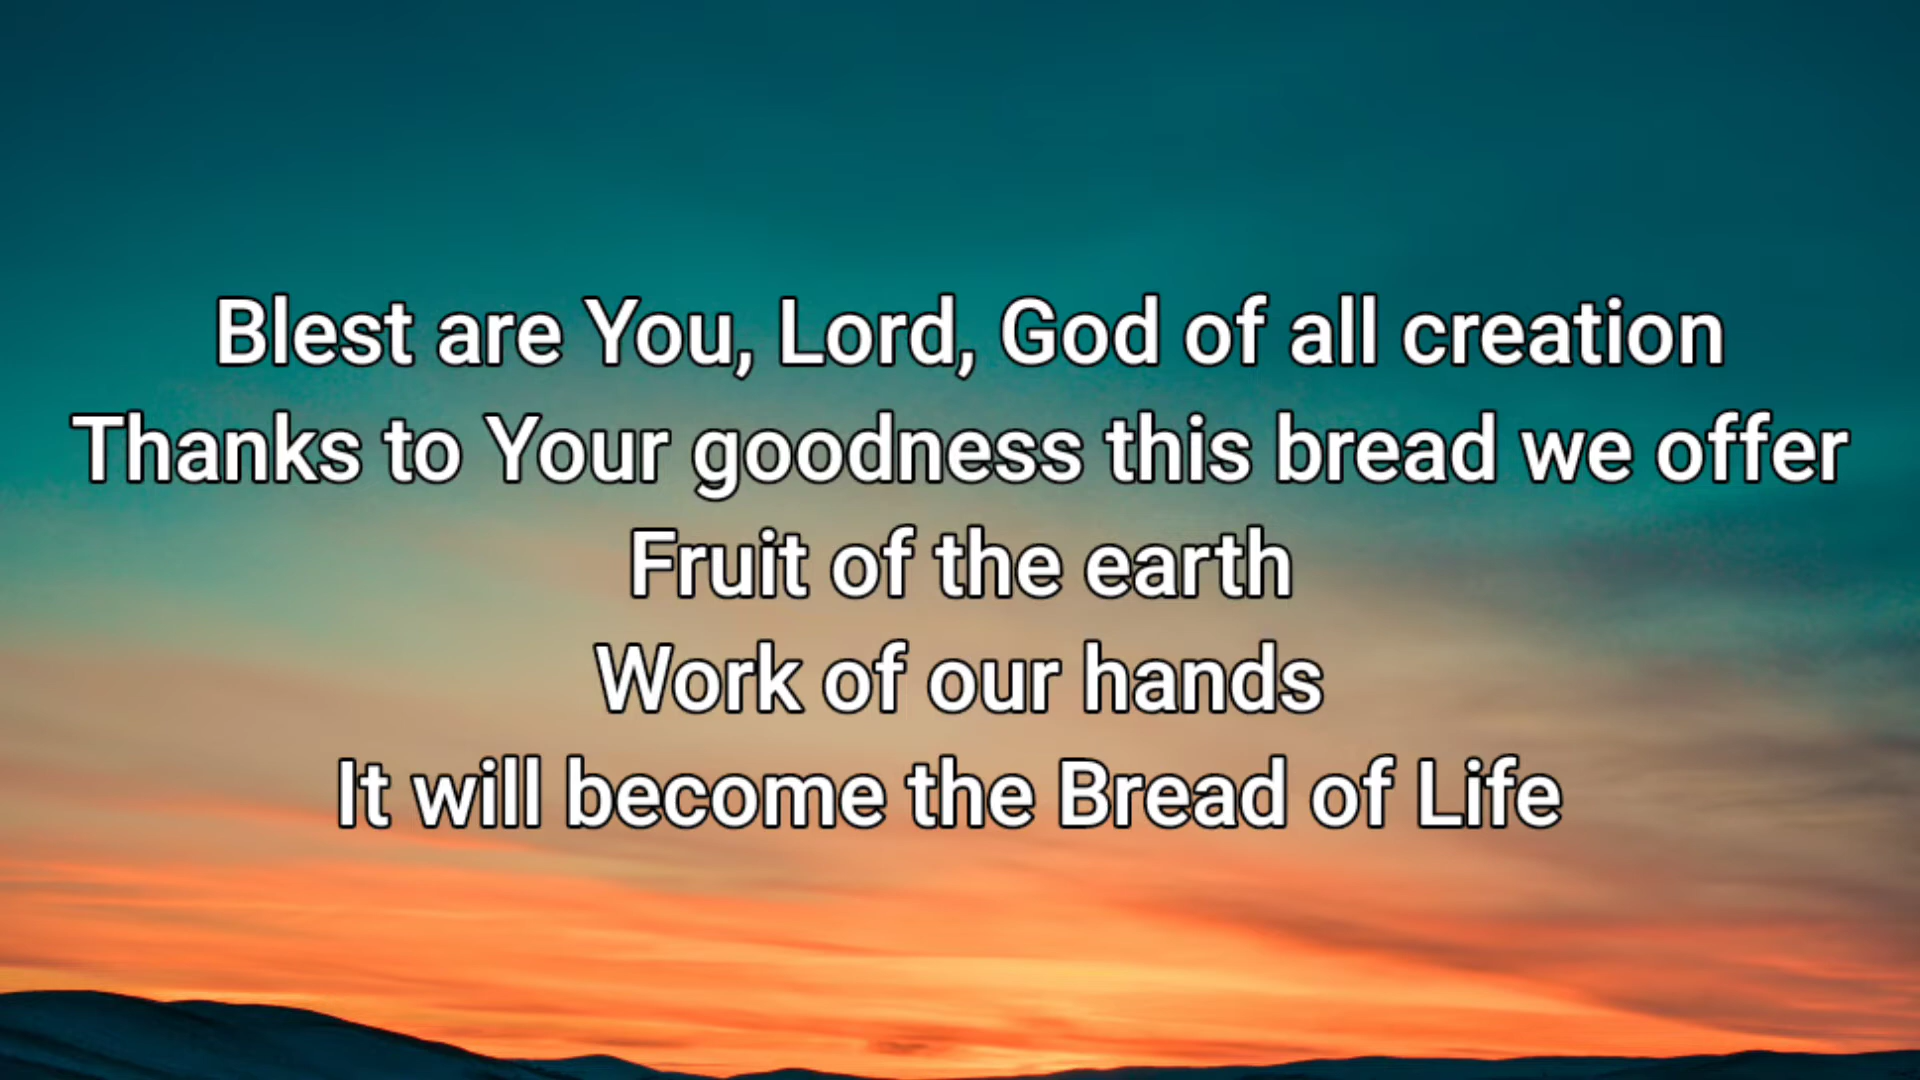 Blest are You, Lord, God of all creation
Thanks to Your goodness this bread we offer
Fruit of the earth
Work of our hands
It will become the Bread of Life